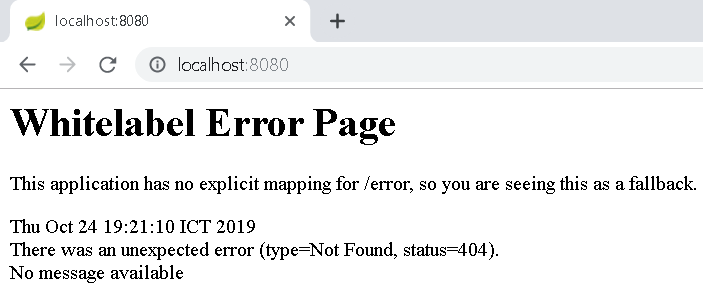 localhost:8080
localhost:8080
Whitelabel Error Page
This application has no explicit mapping for /error, so you are seeing this as a fallback.
Thu Oct 24 19:21:10 ICT 2019
There was an unexpected error (type=Not Found, status=404).
No message available